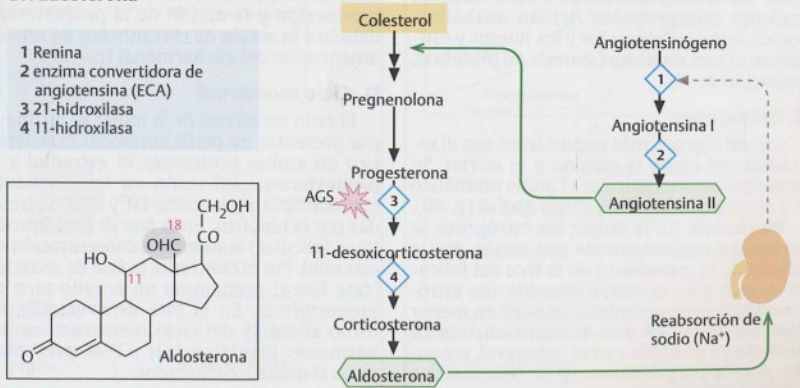 1 Renina
2 enzima convertidora de
angiotensina (ECA)
3 21-hidroxilasa
4 11-hidroxilasa
Colesterol
Pregnenolona
Progesterona
AGS
3
11-desoxicorticosterona
4
Corticosterona
Aldosterona
Angiotensinógeno
1
Angiotensina I
2
Angiotensina II
Reabsorción de
sodio (Na⁺)
CH₂OH
CO
18
OHC
HO
11
O
Aldosterona